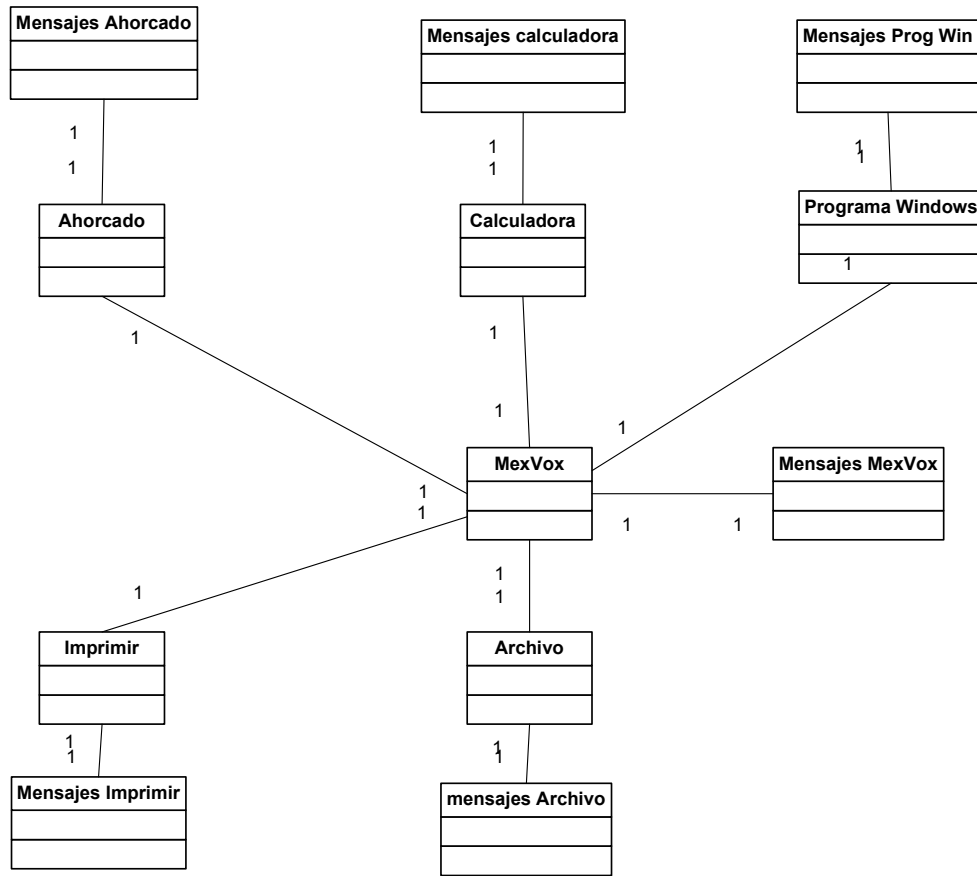 Mensajes Ahorcado
Mensajes calculadora
Mensajes Prog Win
1
1
1
1
1
1
Ahorcado
Calculadora
Programa Windows
1
1
1
1
1
MexVox
Mensajes MexVox
1
1
1
1
1
1
1
Imprimir
Archivo
1
1
1
1
Mensajes Imprimir
mensajes Archivo